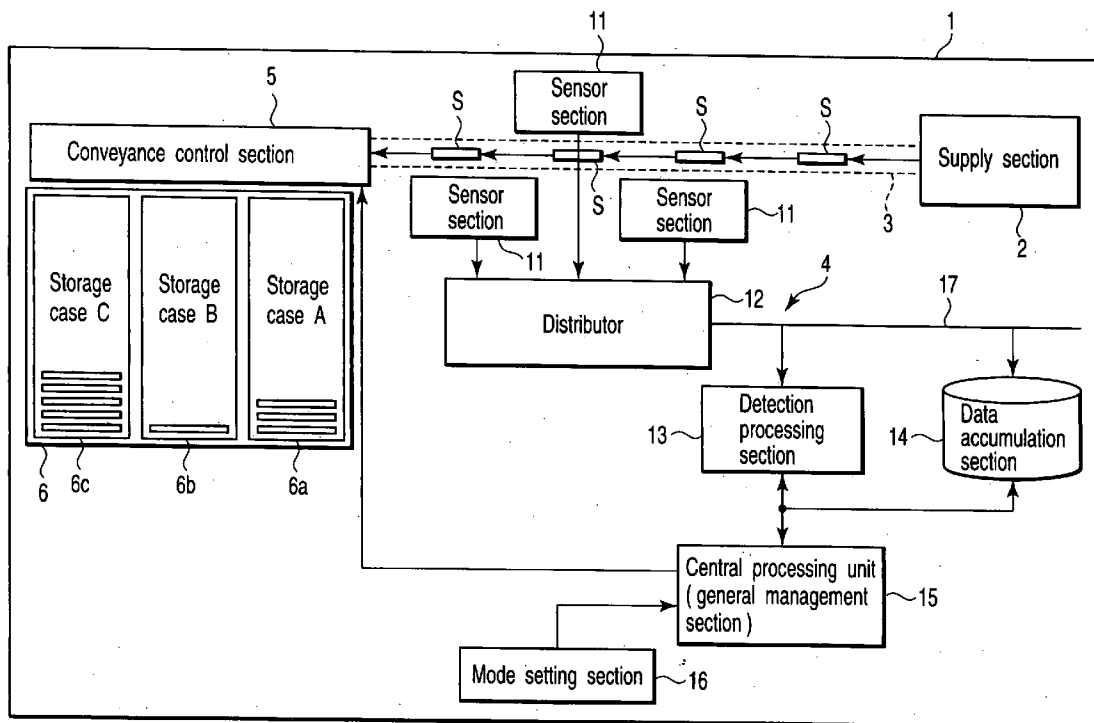 1
11
Sensor
section
5
S
S
S
Conveyance control section
Supply section
S
3
2
Sensor
section
11
Sensor
section
11
Storage
case C
Storage
case B
Storage
case A
12
4
17
Distributor
13
Detection
processing
section
14
Data
accumulation
section
6
6c
6b
6a
Central processing unit
( general management
section )
15
Mode setting section
16